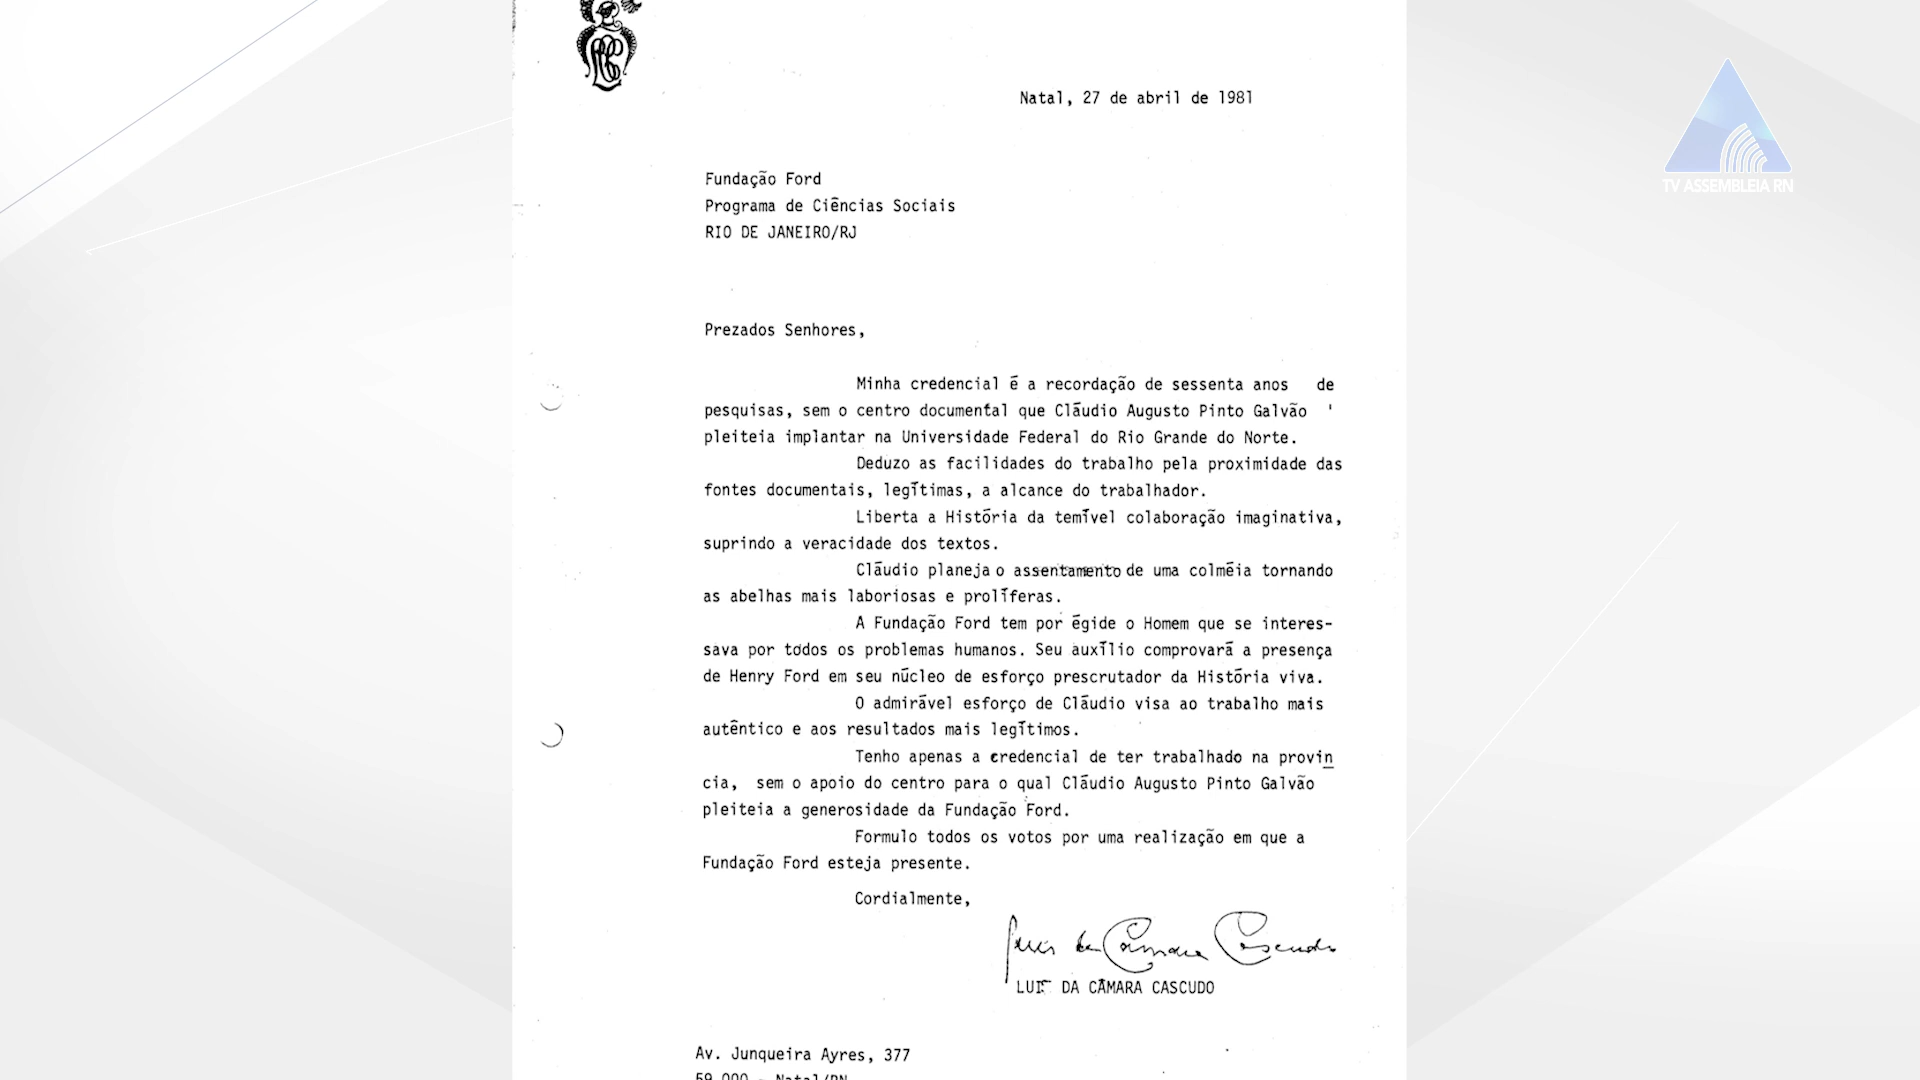 Natal, 27 de abril de 1981
TV ASSEMBLEIA RN
Fundação Ford
Programa de Ciências Sociais
RIO DE JANEIRO/RJ
Prezados Senhores,
Minha credencial é a recordação de sessenta anos de
pesquisas, sem o centro documental que Cláudio Augusto Pinto Galvão '
pleiteia implantar na Universidade Federal do Rio Grande do Norte.
Deduzo as facilidades do trabalho pela proximidade das
fontes documentais, legítimas, a alcance do trabalhador.
Liberta a História da temível colaboração imaginativa,
suprindo a veracidade dos textos.
Cláudio planeja o assentamento de uma colméia tornando
as abelhas mais laboriosas e prolíferas.
A Fundação Ford tem por égide o Homem que se interes-
sava por todos os problemas humanos. Seu auxílio comprovará a presença
de Henry Ford em seu núcleo de esforço prescrutador da História viva.
O admirável esforço de Cláudio visa ao trabalho mais
autêntico e aos resultados mais legítimos.
Tenho apenas a credencial de ter trabalhado na provin
cia, sem o apoio do centro para o qual Cláudio Augusto Pinto Galvão
pleiteia a generosidade da Fundação Ford.
Formulo todos os votos por uma realização em que a
Fundação Ford esteja presente.
Cordialmente,
Luis da Camara Cascudo
LUIS DA CÂMARA CASCUDO
Av. Junqueira Ayres, 377
59.000 - Natal/RN